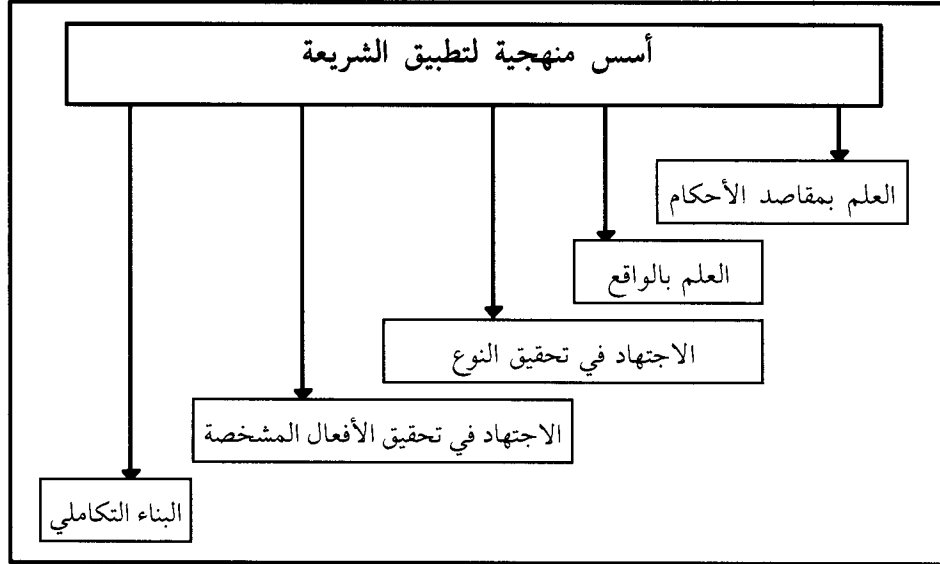 أسس منهجية لتطبيق الشريعة
العلم بمقاصد الأحكام
العلم بالواقع
الاجتهاد في تحقيق النوع
الاجتهاد في تحقيق الأفعال المشخصة
البناء التكاملي